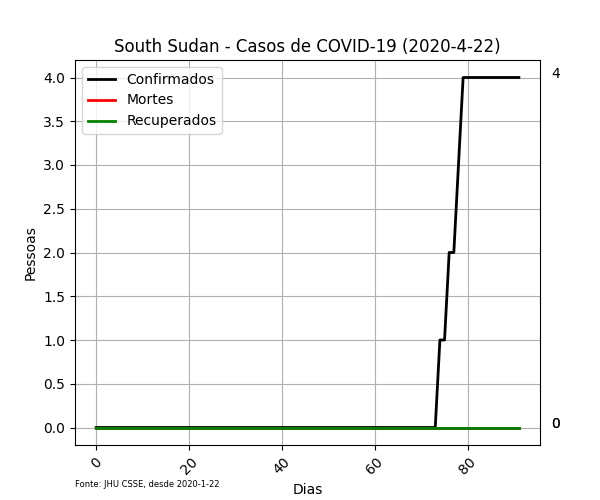 South Sudan - Casos de COVID-19 (2020-4-22)
Confirmados
Mortes
Recuperados
4.0
3.5
3.0
2.5
2.0
1.5
1.0
0.5
0.0
Pessoas
4
0
0 20 40 60 80
Dias
Fonte: JHU CSSE, desde 2020-1-22